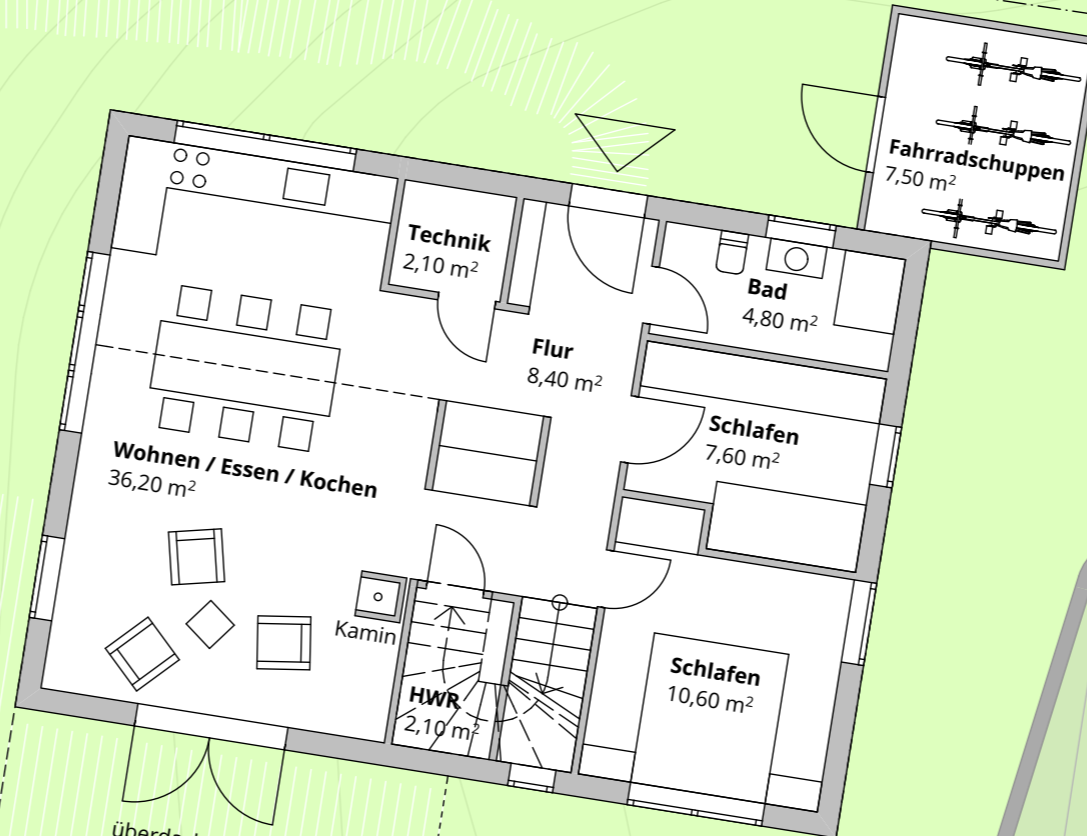 Fahrradschuppen
7,50 m²
Technik
2,10 m²
Bad
4,80 m²
Flur
8,40 m²
Schlafen
7,60 m²
Wohnen / Essen / Kochen
36,20 m²
Kamin
Schlafen
10,60 m²
HWR
2,10 m²